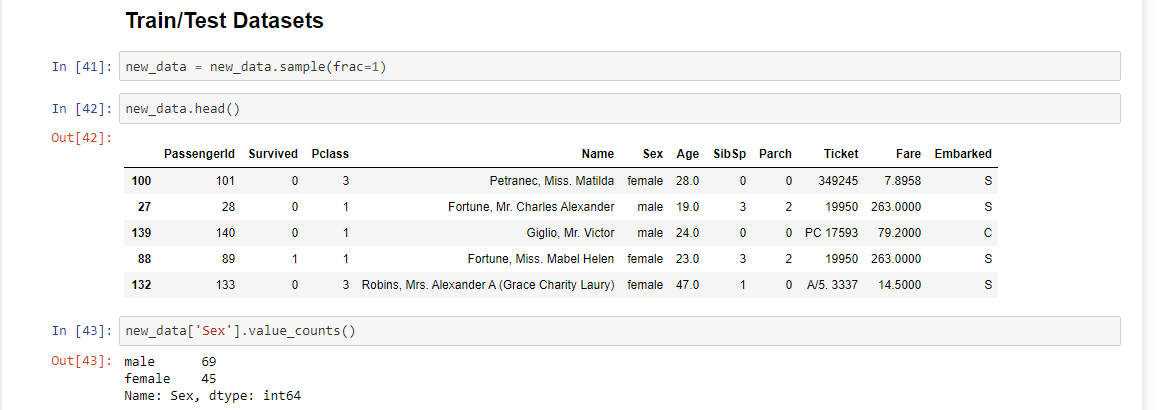 Train/Test Datasets
In [41]: new_data = new_data.sample(frac=1)
In [42]: new_data.head()
Out[42]:
PassengerId Survived Pclass Name Sex Age SibSp Parch Ticket Fare Embarked
100 101 0 3 Petranec, Miss. Matilda female 28.0 0 0 349245 7.8958 S
27 28 0 1 Fortune, Mr. Charles Alexander male 19.0 3 2 19950 263.0000 S
139 140 0 1 Giglio, Mr. Victor male 24.0 0 0 PC 17593 79.2000 C
88 89 1 1 Fortune, Miss. Mabel Helen female 23.0 3 2 19950 263.0000 S
132 133 0 3 Robins, Mrs. Alexander A (Grace Charity Laury) female 47.0 1 0 A/5. 3337 14.5000 S
In [43]: new_data['Sex'].value_counts()
Out[43]: male 69
female 45
Name: Sex, dtype: int64